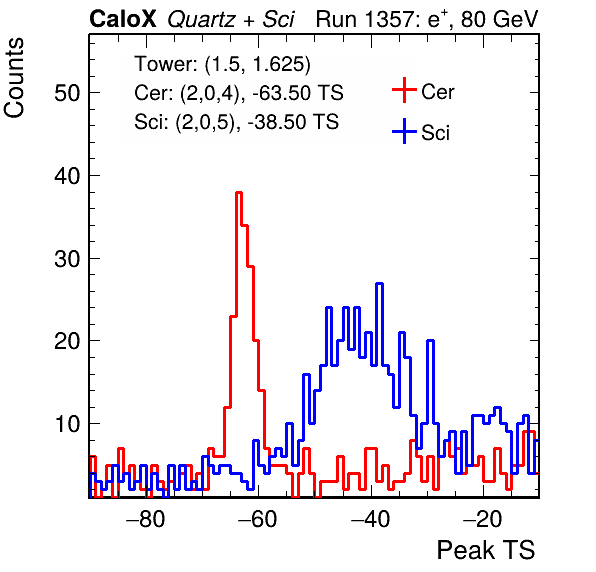 CaloX Quartz + Sci Run 1357: e+, 80 GeV
Counts
Tower: (1.5, 1.625)
Cer: (2,0,4), -63.50 TS
Sci: (2,0,5), -38.50 TS
Cer
Sci
50
40
30
20
10
−80 −60 −40 −20
Peak TS